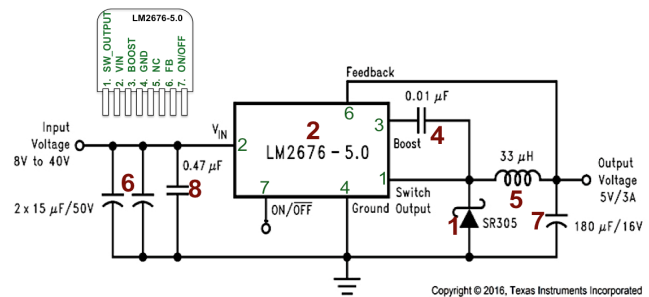 LM2676-5.0
1. SW_OUTPUT
2. VIN
3. BOOST
4. GND
5. NC
6. FB
7. ON/OFF
Feedback
0.01 μF
Input
Voltage
8V to 40V
V_IN
2
2
LM2676 - 5.0
6
3
Boost
4
0.47 μF
8
6
2 x 15 μF/50V
7
ON/O̅F̅F̅
4
Ground
1
Switch
Output
33 μH
5
Output
Voltage
5V/3A
1
SR305
7
180 μF/16V
Copyright © 2016, Texas Instruments Incorporated